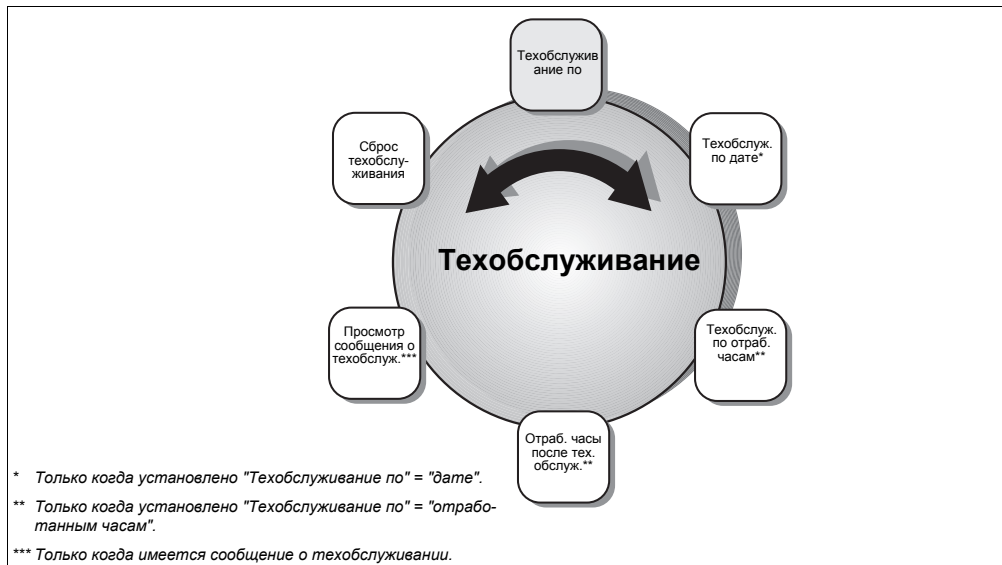 Техобслужив
ание по
Сброс
техобслу-
живания
Техобслуж.
по дате*
Техобслуживание
Просмотр
сообщения о
техобслуж.***
Техобслуж.
по отраб.
часам**
Отраб. часы
после тех.
обслуж.**
* Только когда установлено "Техобслуживание по" = "дате".
** Только когда установлено "Техобслуживание по" = "отрабо-
танным часам".
*** Только когда имеется сообщение о техобслуживании.